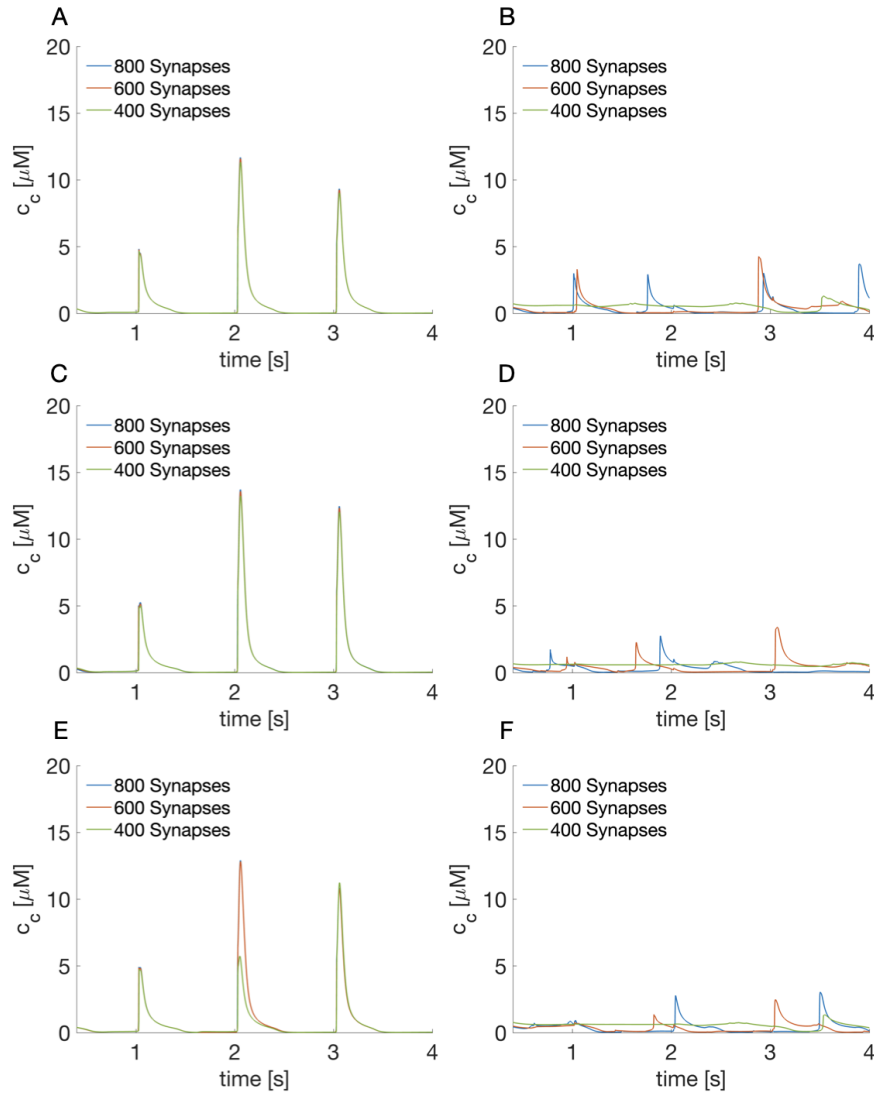 A
20
15
10
5
0
c_c [μM]
800 Synapses
600 Synapses
400 Synapses
1 2 3 4
time [s]
B
20
15
10
5
0
c_c [μM]
800 Synapses
600 Synapses
400 Synapses
1 2 3 4
time [s]
C
20
15
10
5
0
c_c [μM]
800 Synapses
600 Synapses
400 Synapses
1 2 3 4
time [s]
D
20
15
10
5
0
c_c [μM]
800 Synapses
600 Synapses
400 Synapses
1 2 3 4
time [s]
E
20
15
10
5
0
c_c [μM]
800 Synapses
600 Synapses
400 Synapses
1 2 3 4
time [s]
F
20
15
10
5
0
c_c [μM]
800 Synapses
600 Synapses
400 Synapses
1 2 3 4
time [s]